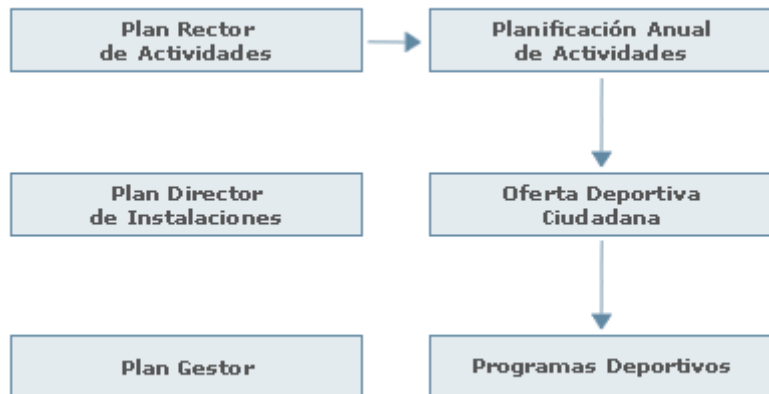 Plan Rector
de Actividades
Planificación Anual
de Actividades
Plan Director
de Instalaciones
Oferta Deportiva
Ciudadana
Plan Gestor
Programas Deportivos